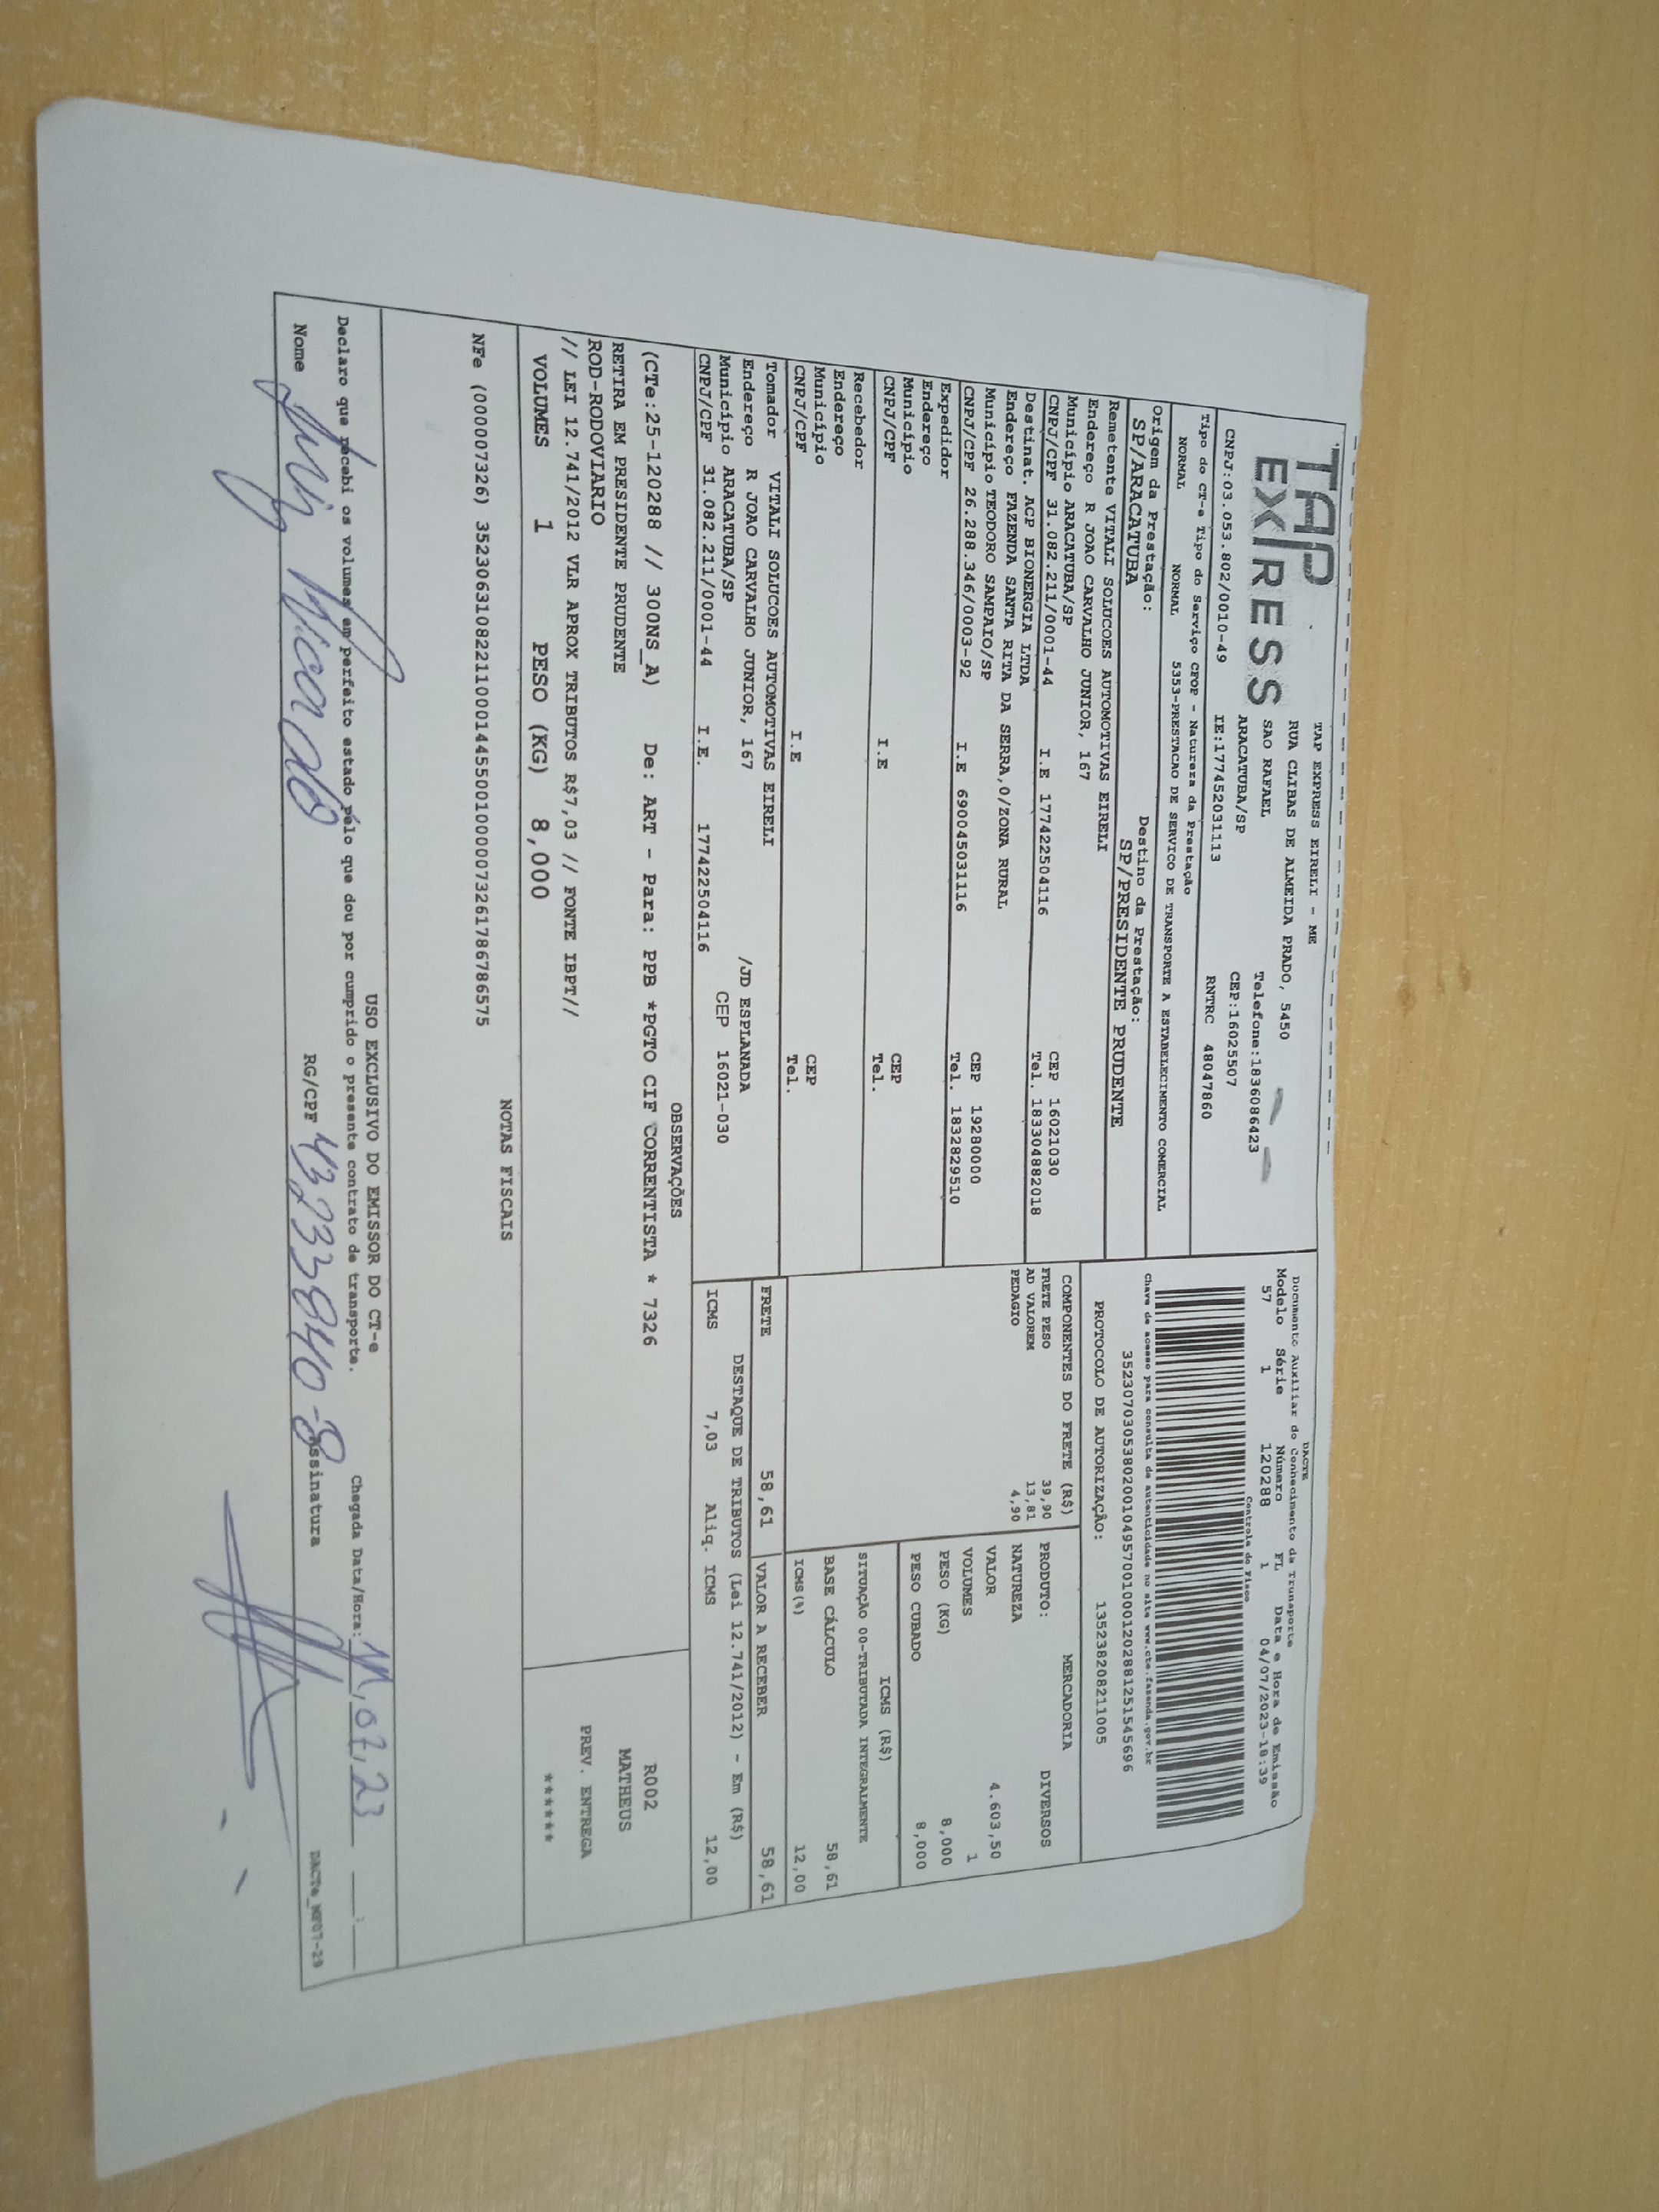 TAP EXPRESS
TAP EXPRESS EIRELI - ME
RUA CLIBAS DE ALMEIDA PRADO, 5450
SAO RAFAEL Telefone:1836086423
ARACATUBA/SP CEP:16025507
CNPJ:03.053.802/0010-49 IE:177452031113 RNTRC 48047860
Tipo do CT-e Tipo do Serviço CFOP - Natureza da Prestação
NORMAL NORMAL 5353-PRESTACAO DE SERVICO DE TRANSPORTE A ESTABELECIMENTO COMERCIAL
Origem da Prestação: Destino da Prestação:
SP/ARACATUBA SP/PRESIDENTE PRUDENTE
DACTE
Documento Auxiliar do Conhecimento de Transporte
Modelo Série Número FL Data e Hora de Emissão
57 1 120288 1 04/07/2023-18:39
Controle do Fisco
Chave de acesso para consulta de autenticidade no site www.cte.fazenda.gov.br
35230703053802001049570010001202881251545696
PROTOCOLO DE AUTORIZAÇÃO: 135238208211005
Remetente VITALI SOLUCOES AUTOMOTIVAS EIRELI
Endereço R JOAO CARVALHO JUNIOR, 167
Município ARACATUBA/SP CEP 16021030
CNPJ/CPF 31.082.211/0001-44 I.E 177422504116 Tel. 183304882018
Destinat. ACP BIONERGIA LTDA
Endereço FAZENDA SANTA RITA DA SERRA,0/ZONA RURAL
Município TEODORO SAMPAIO/SP CEP 19280000
CNPJ/CPF 26.288.346/0003-92 I.E 690045031116 Tel. 1832829510
Expedidor
Endereço
Município CEP
CNPJ/CPF I.E Tel.
Recebedor
Endereço
Município CEP
CNPJ/CPF I.E Tel.
Tomador VITALI SOLUCOES AUTOMOTIVAS EIRELI
Endereço R JOAO CARVALHO JUNIOR, 167 /JD ESPLANADA
Município ARACATUBA/SP CEP 16021-030
CNPJ/CPF 31.082.211/0001-44 I.E. 177422504116
COMPONENTES DO FRETE (R$)
FRETE PESO 39,90
AD VALOREM 13,81
PEDAGIO 4,90
MERCADORIA
PRODUTO: DIVERSOS
NATUREZA
VALOR 4.603,50
VOLUMES 1
PESO (KG) 8,000
PESO CUBADO 8,000
ICMS (R$)
SITUAÇÃO 00-TRIBUTADA INTEGRALMENTE
BASE CÁLCULO 58,61
ICMS(%) 12,00
FRETE 58,61 VALOR A RECEBER 58,61
DESTAQUE DE TRIBUTOS (Lei 12.741/2012) - Em (R$)
ICMS 7,03 Aliq. ICMS 12,00
OBSERVAÇÕES
(CTe:25-120288 // 300NS_A) De: ART - Para: PPB *PGTO CIF CORRENTISTA * 7326
RETIRA EM PRESIDENTE PRUDENTE
ROD-RODOVIARIO
// LEI 12.741/2012 VLR APROX TRIBUTOS R$7,03 // FONTE IBPT//
R002
MATHEUS
VOLUMES 1 PESO (KG) 8,000
PREV. ENTREGA
******
NOTAS FISCAIS
NFe (000007326) 35230631082211000144550010000073261786786575
USO EXCLUSIVO DO EMISSOR DO CT-e
Declaro que recebi os volumes em perfeito estado pelo que dou por cumprido o presente contrato de transporte.
Chegada Data/Hora: 11,07,23 :
Nome RG/CPF 43,233840-8 Assinatura
DACTe_MF07-29